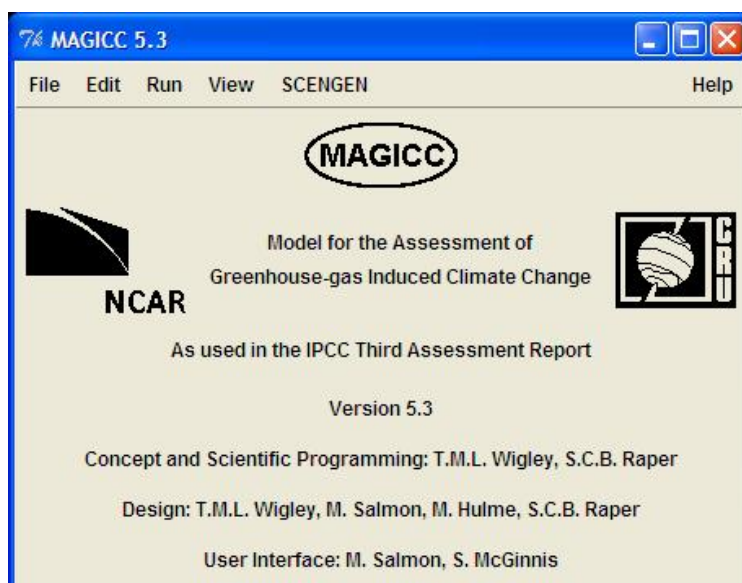 MAGICC 5.3
File Edit Run View SCENGEN Help
MAGICC
NCAR
CRU
Model for the Assessment of
Greenhouse-gas Induced Climate Change
As used in the IPCC Third Assessment Report
Version 5.3
Concept and Scientific Programming: T.M.L. Wigley, S.C.B. Raper
Design: T.M.L. Wigley, M. Salmon, M. Hulme, S.C.B. Raper
User Interface: M. Salmon, S. McGinnis